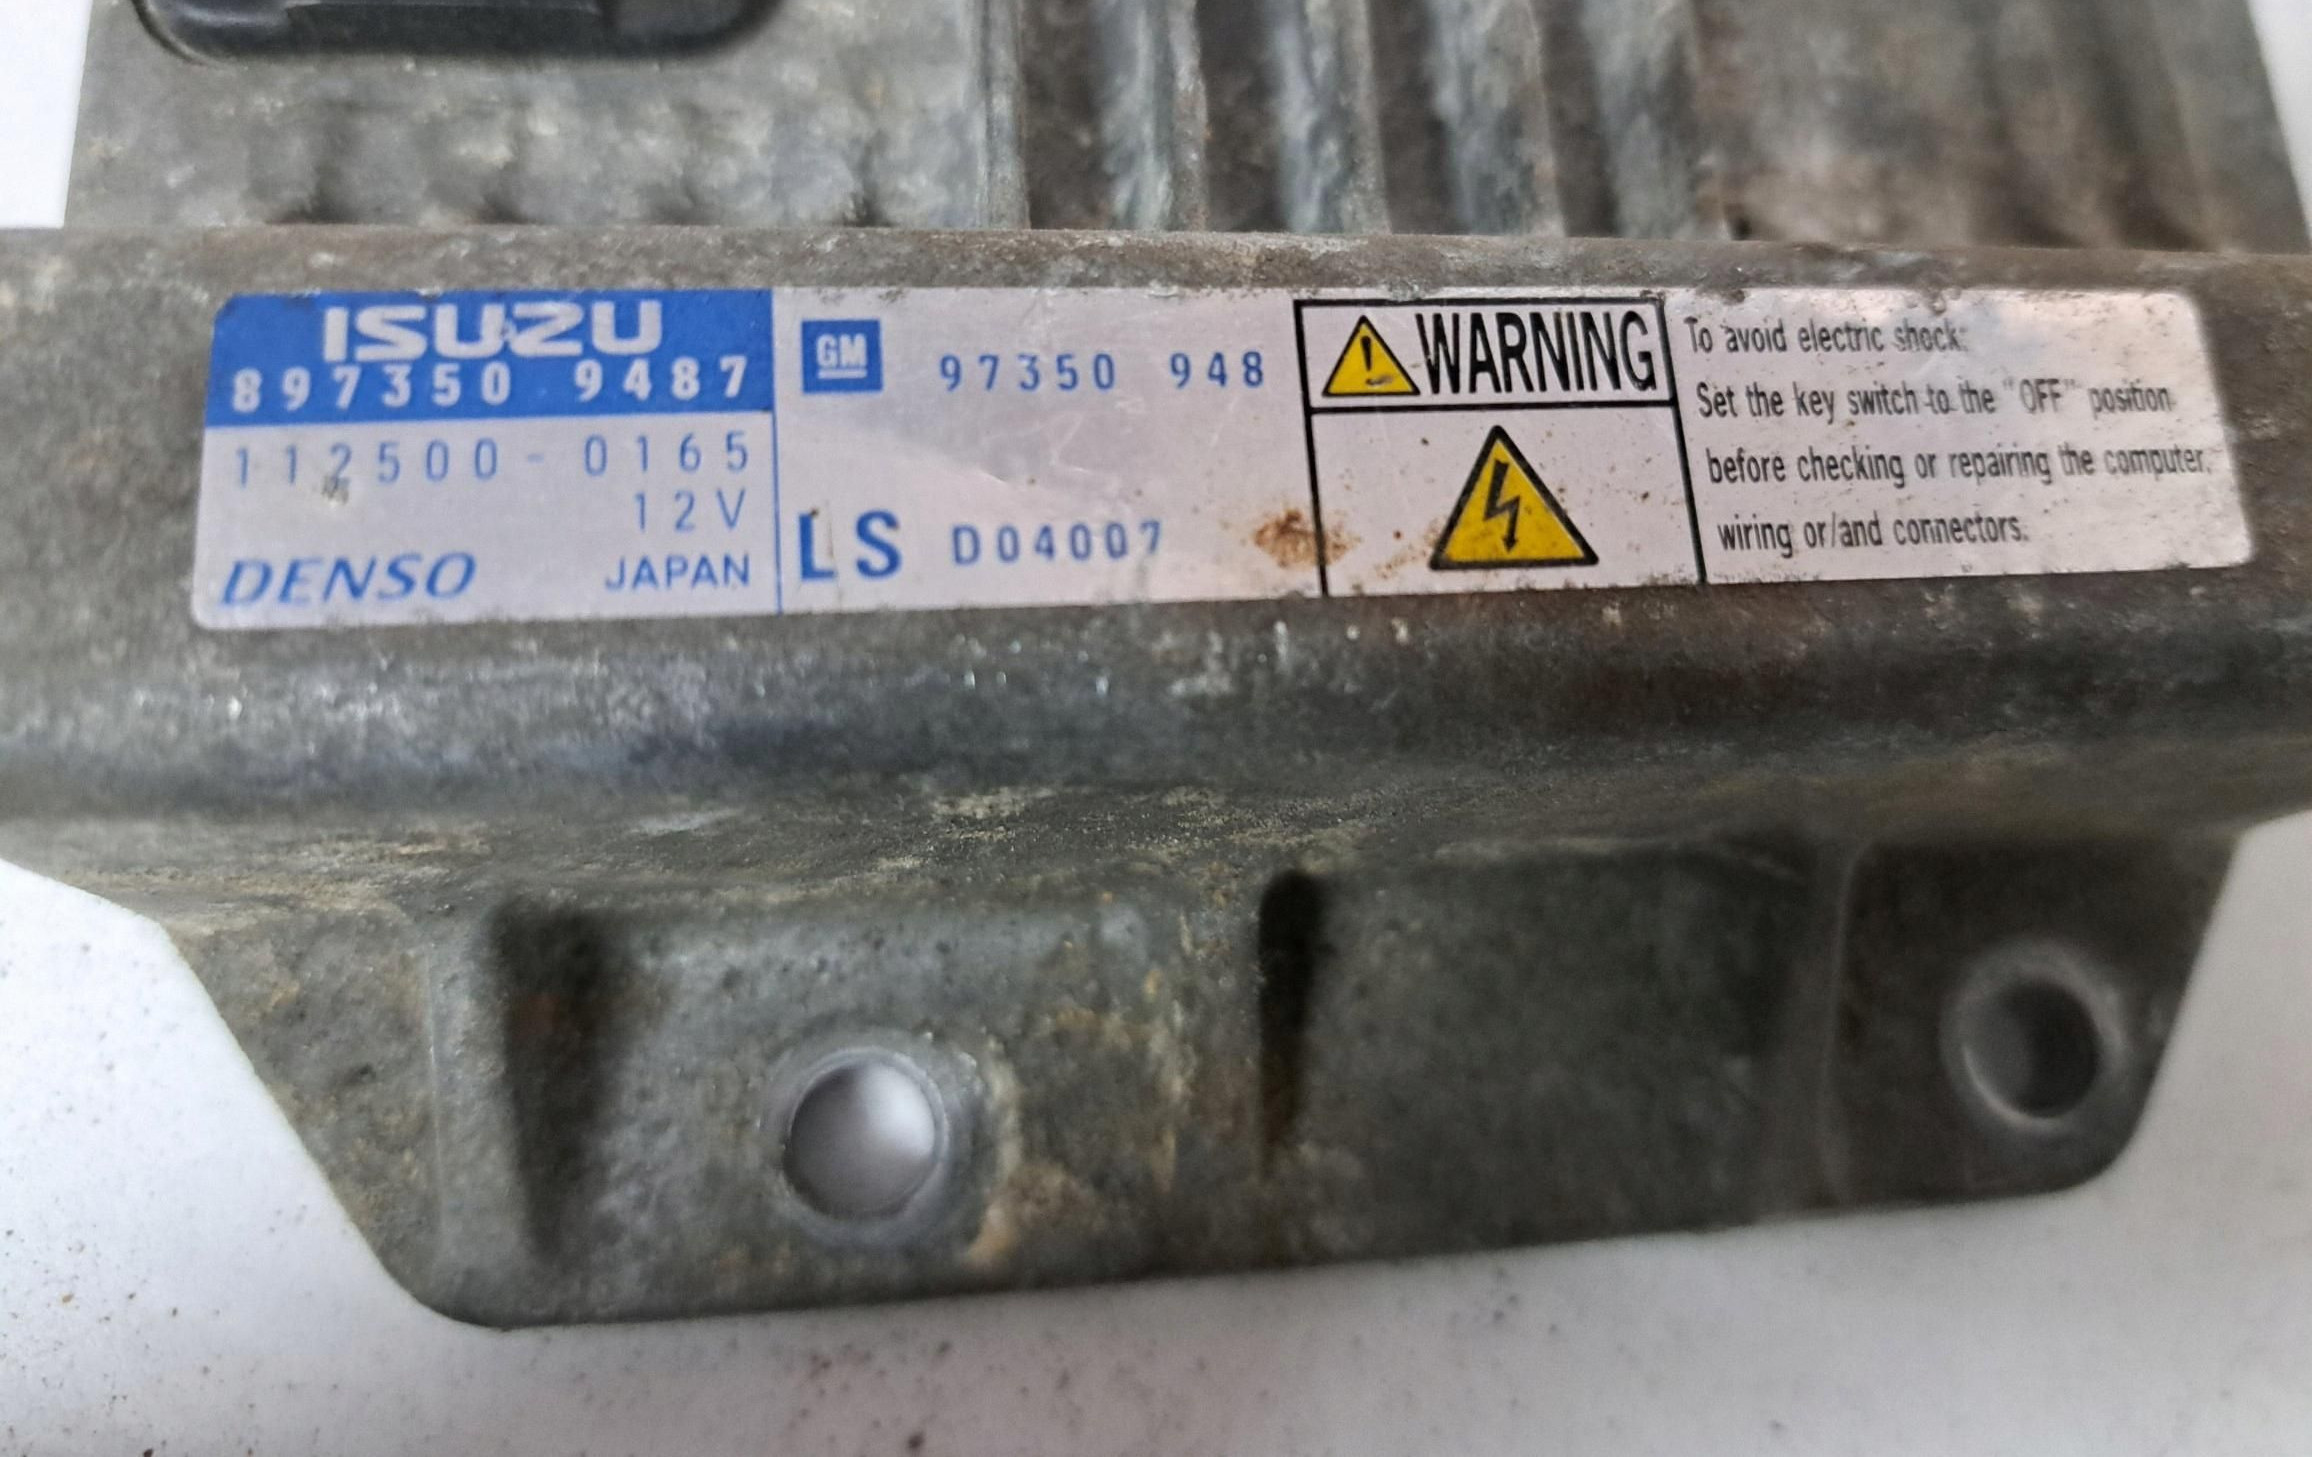 ISUZU
897350 9487
112500-0165
12V
DENSO JAPAN
GM 97350 948
LS D04007
WARNING
To avoid electric shock:
Set the key switch to the "OFF" position
before checking or repairing the computer,
wiring or/and connectors.